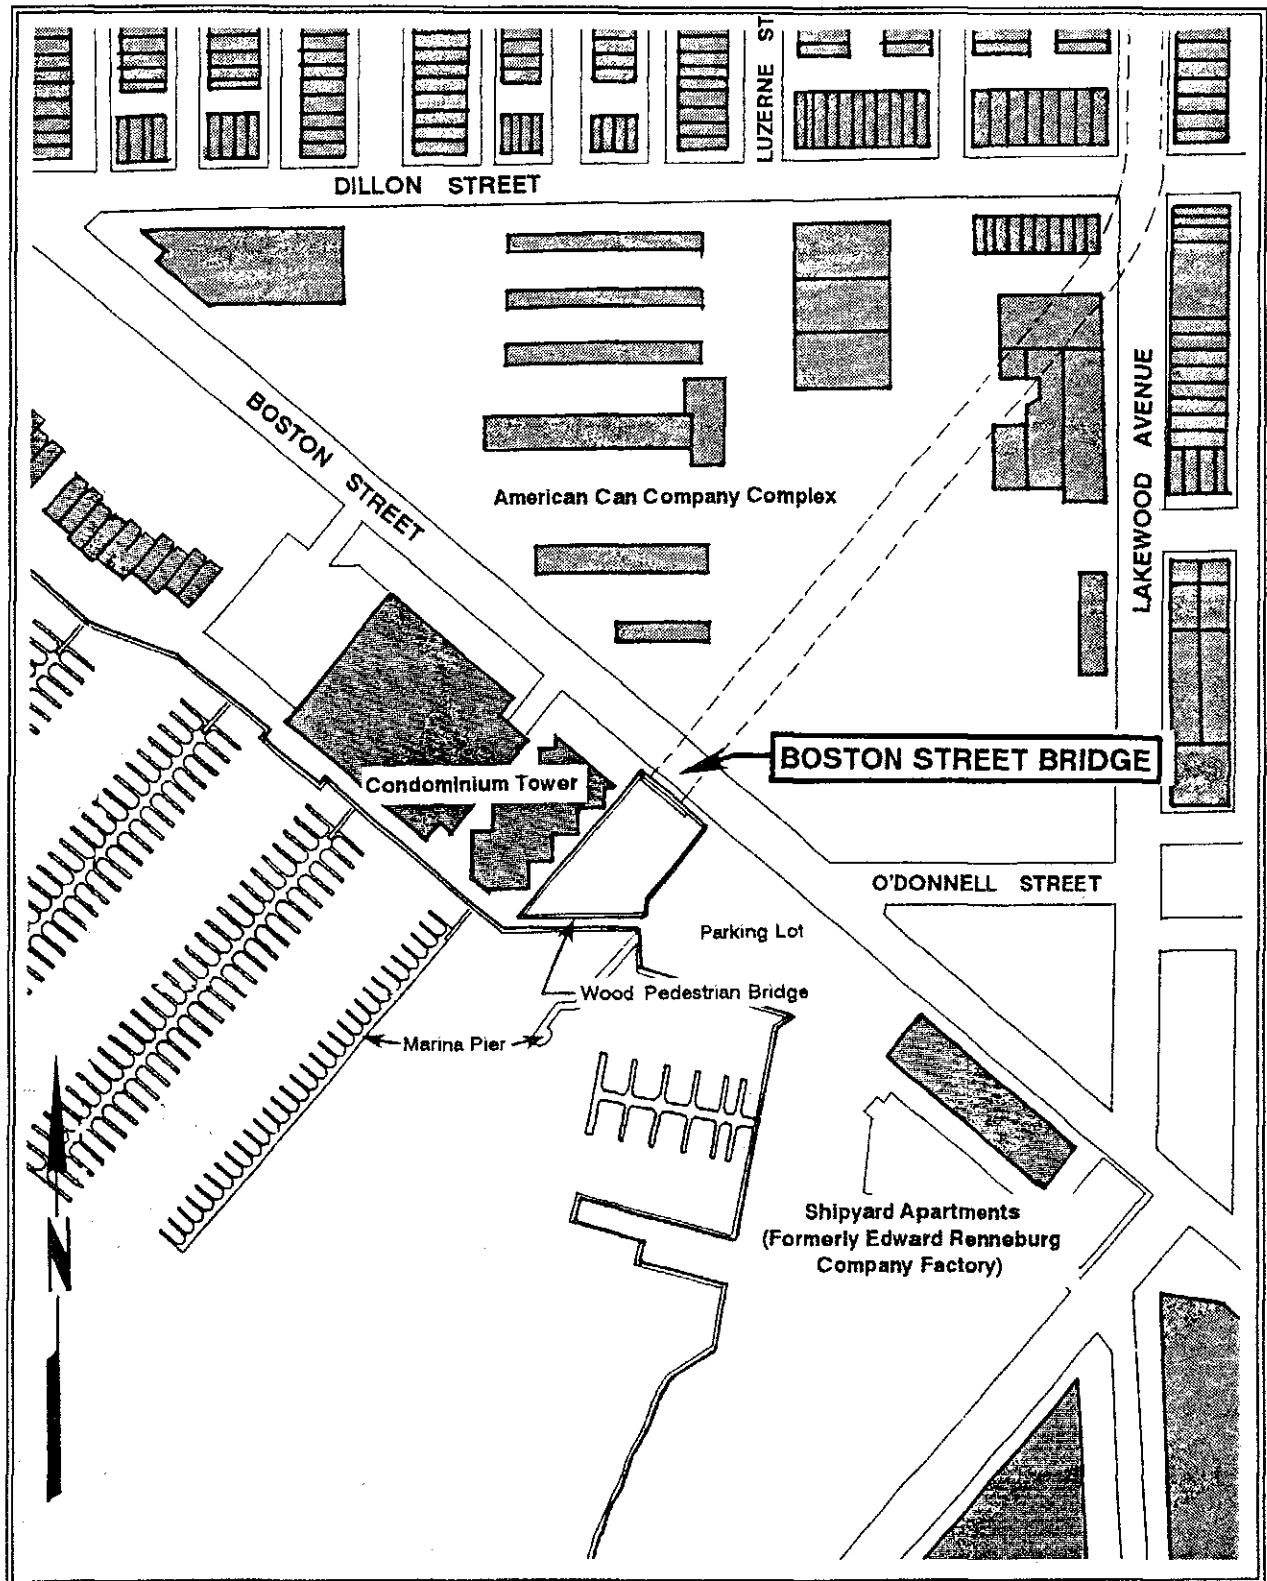 LUZERNE ST
DILLON STREET
BOSTON STREET
LAKEWOOD AVENUE
American Can Company Complex
BOSTON STREET BRIDGE
Condominium Tower
O'DONNELL STREET
Parking Lot
Wood Pedestrian Bridge
Marina Pier
Shipyard Apartments
(Formerly Edward Renneburg
Company Factory)
N